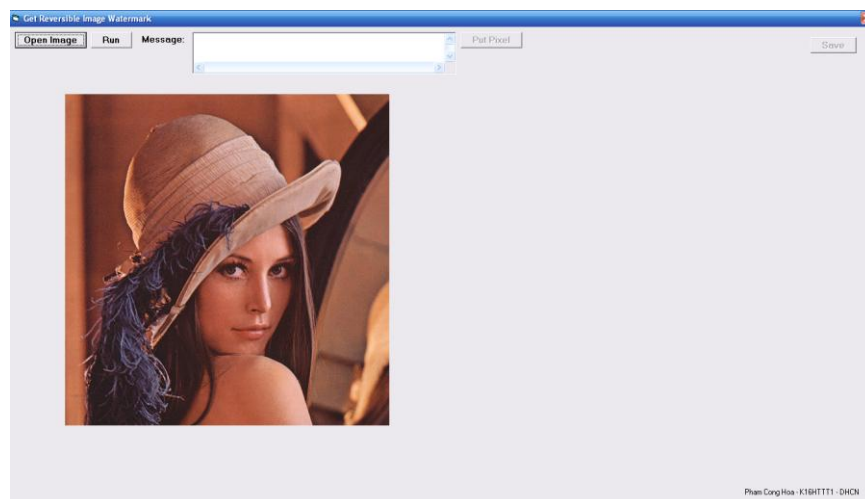 Get Reversible Image Watermark
Open Image Run Message: Put Pixel Save
Pham Cong Hoa - K16HTTT1 - DHCN